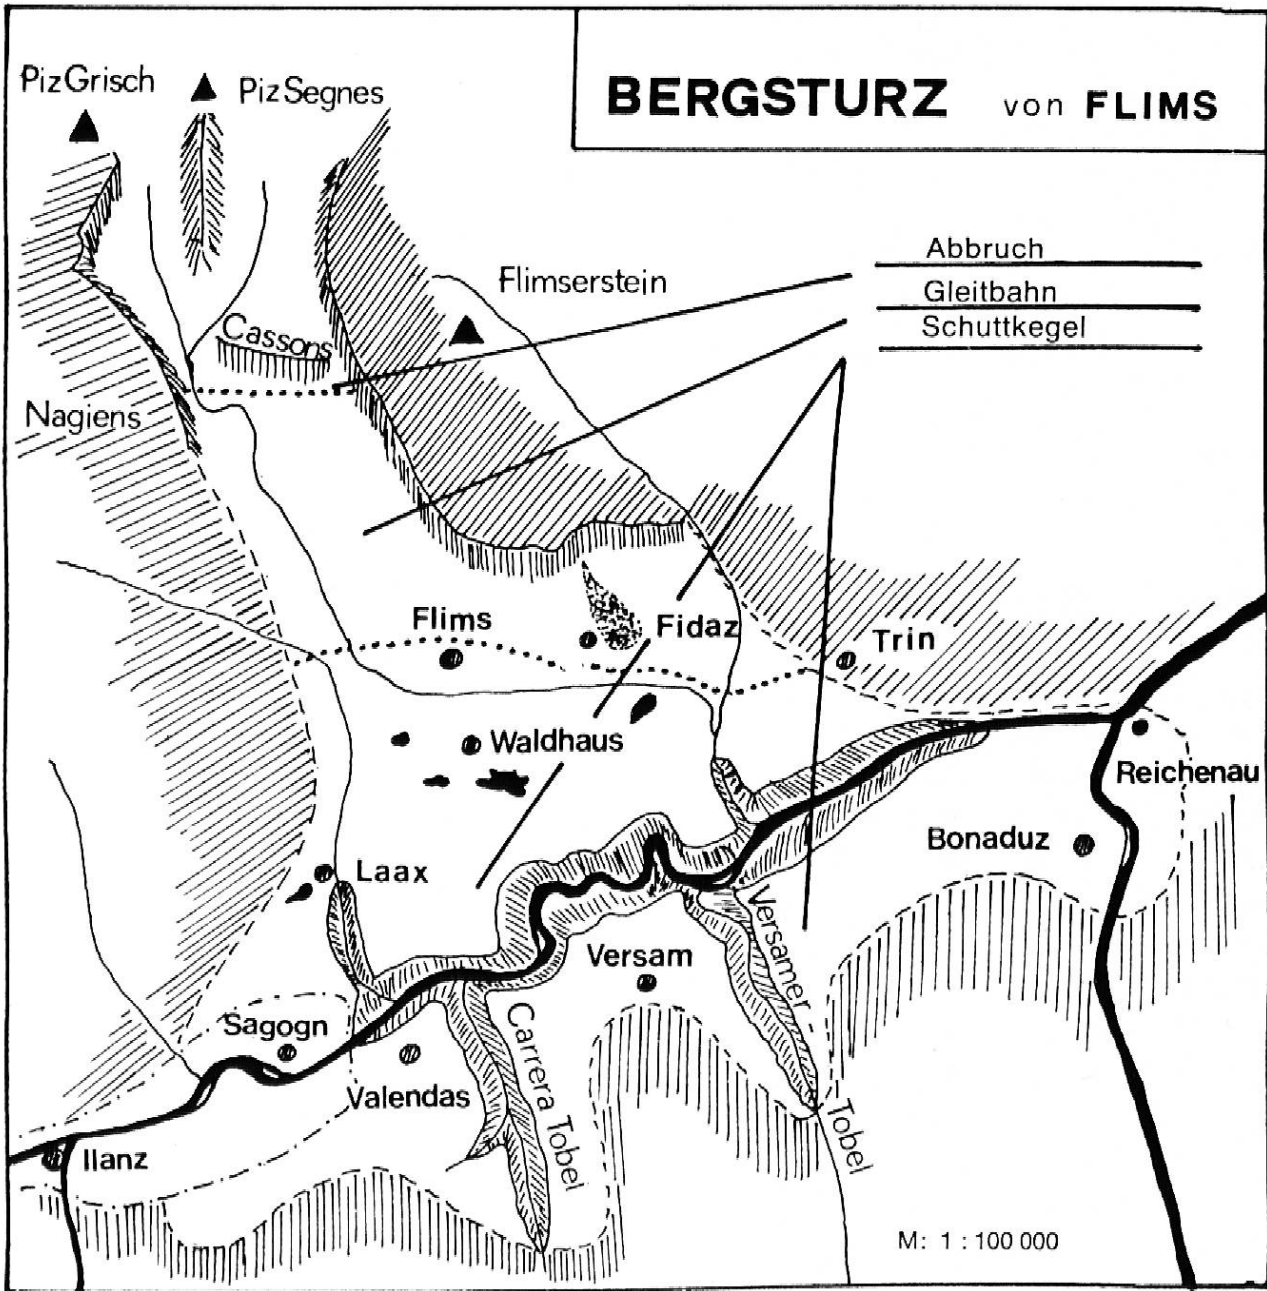 BERGSTURZ von FLIMS
PizGrisch
PizSegnes
Abbruch
Flimserstein
Gleitbahn
Cassons
Schuttkegel
Nagiens
Flims
Fidaz
Trin
Waldhaus
Reichenau
Bonaduz
Laax
Versam
Versamer - Tobel
Sagogn
Carrera Tobel
Valendas
Ilanz
M: 1 : 100 000